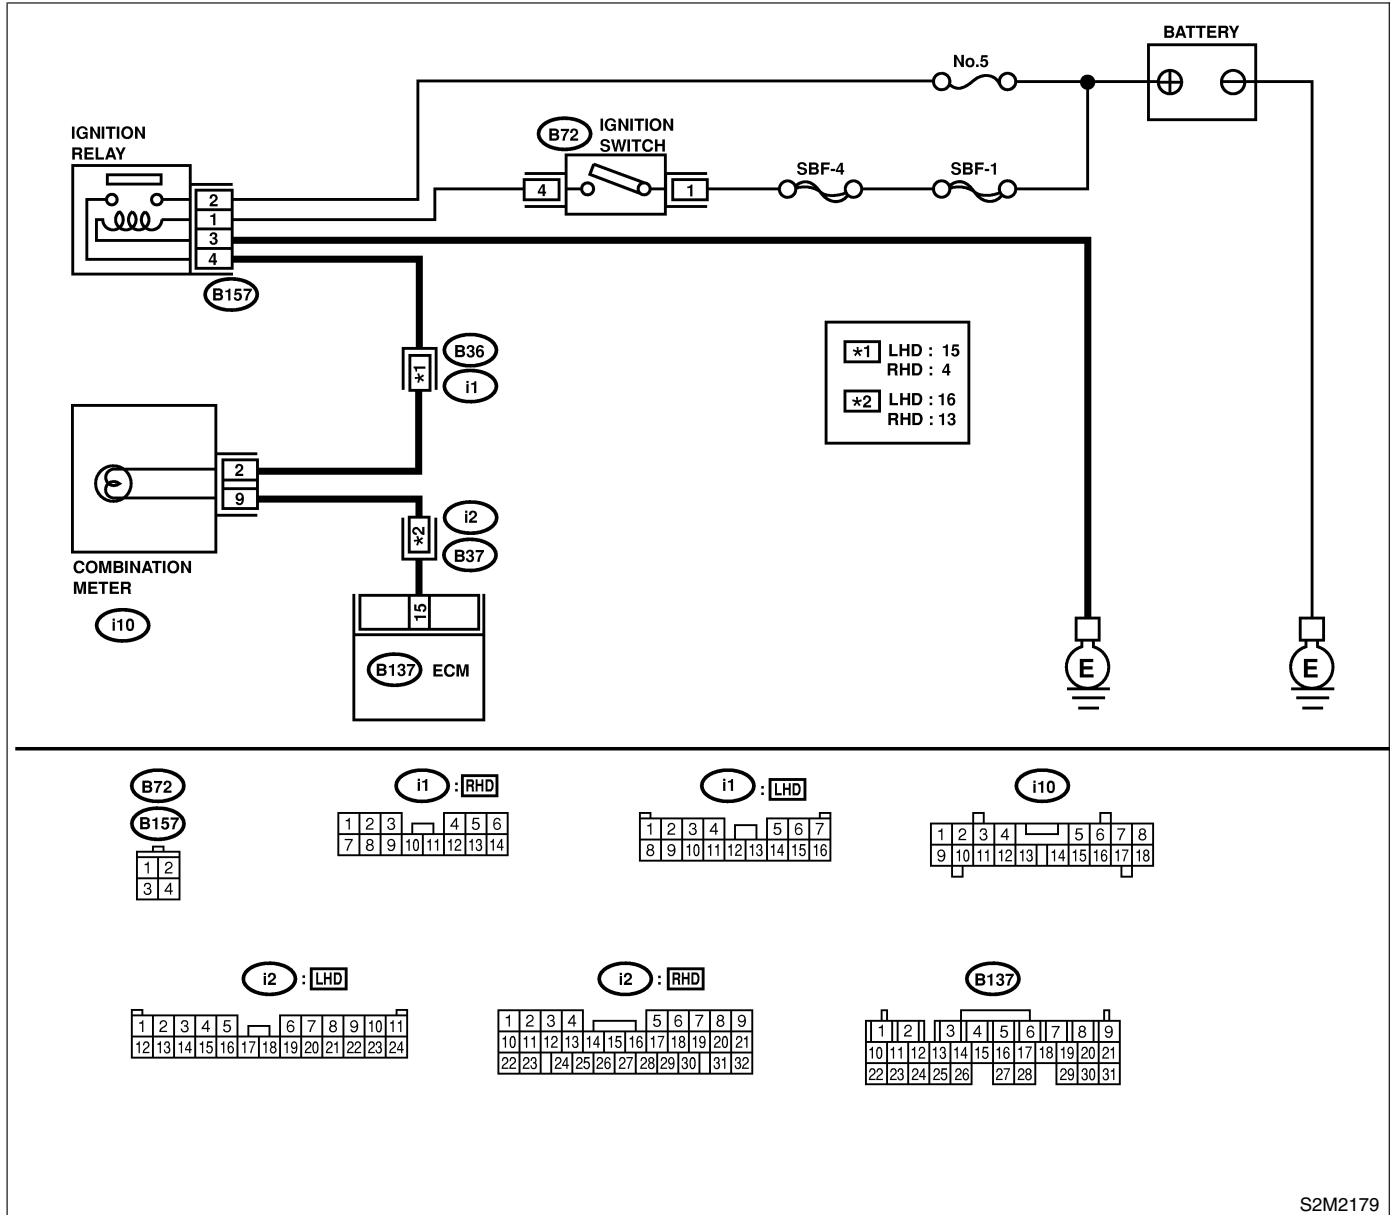 BATTERY
No.5
IGNITION
RELAY
B72
IGNITION
SWITCH
SBF-4
SBF-1
4
1
2
1
3
4
B157
B36
*1
i1
*1 LHD : 15
RHD : 4
*2 LHD : 16
RHD : 13
2
9
i2
*2
B37
COMBINATION
METER
i10
15
B137 ECM
E
E
B72
B157
1 2
3 4
i1 : RHD
1 2 3 4 5 6
7 8 9 10 11 12 13 14
i1 : LHD
1 2 3 4 5 6 7
8 9 10 11 12 13 14 15 16
i10
1 2 3 4 5 6 7 8
9 10 11 12 13 14 15 16 17 18
i2 : LHD
1 2 3 4 5 6 7 8 9 10 11
12 13 14 15 16 17 18 19 20 21 22 23 24
i2 : RHD
1 2 3 4 5 6 7 8 9
10 11 12 13 14 15 16 17 18 19 20 21
22 23 24 25 26 27 28 29 30 31 32
B137
1 2 3 4 5 6 7 8 9
10 11 12 13 14 15 16 17 18 19 20 21
22 23 24 25 26 27 28 29 30 31
S2M2179